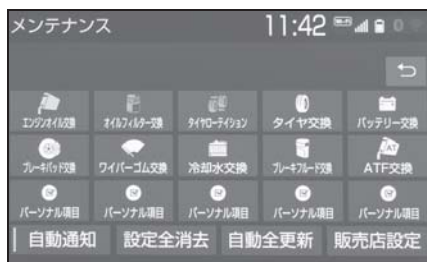 メンテナンス 11:42 Wi-Fi 0
エンジンオイル交換 オイルフィルター交換 タイヤローテイション タイヤ交換 バッテリー交換
ブレーキパッド交換 ワイパーゴム交換 冷却水交換 ブレーキフルード交換 ATF交換
パーソナル項目 パーソナル項目 パーソナル項目 パーソナル項目 パーソナル項目
自動通知 設定全消去 自動全更新 販売店設定